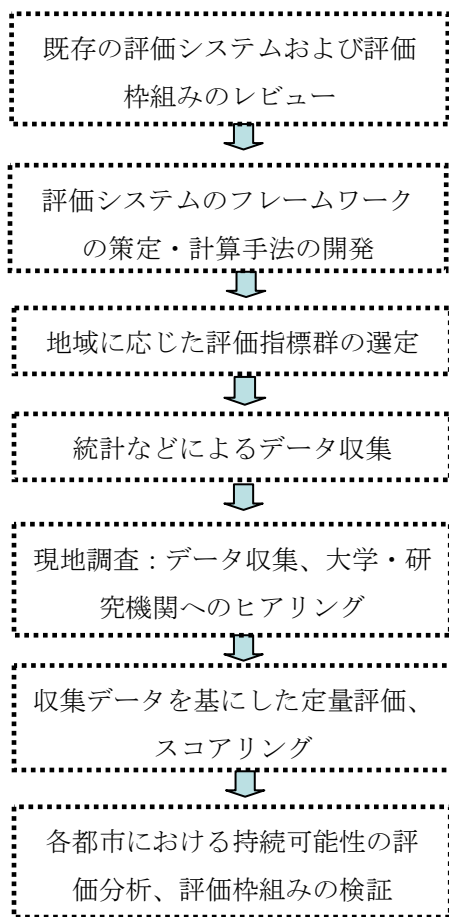 既存の評価システムおよび評価
枠組みのレビュー
評価システムのフレームワーク
の策定・計算手法の開発
地域に応じた評価指標群の選定
統計などによるデータ収集
現地調査：データ収集、大学・研
究機関へのヒアリング
収集データを基にした定量評価、
スコアリング
各都市における持続可能性の評
価分析、評価枠組みの検証